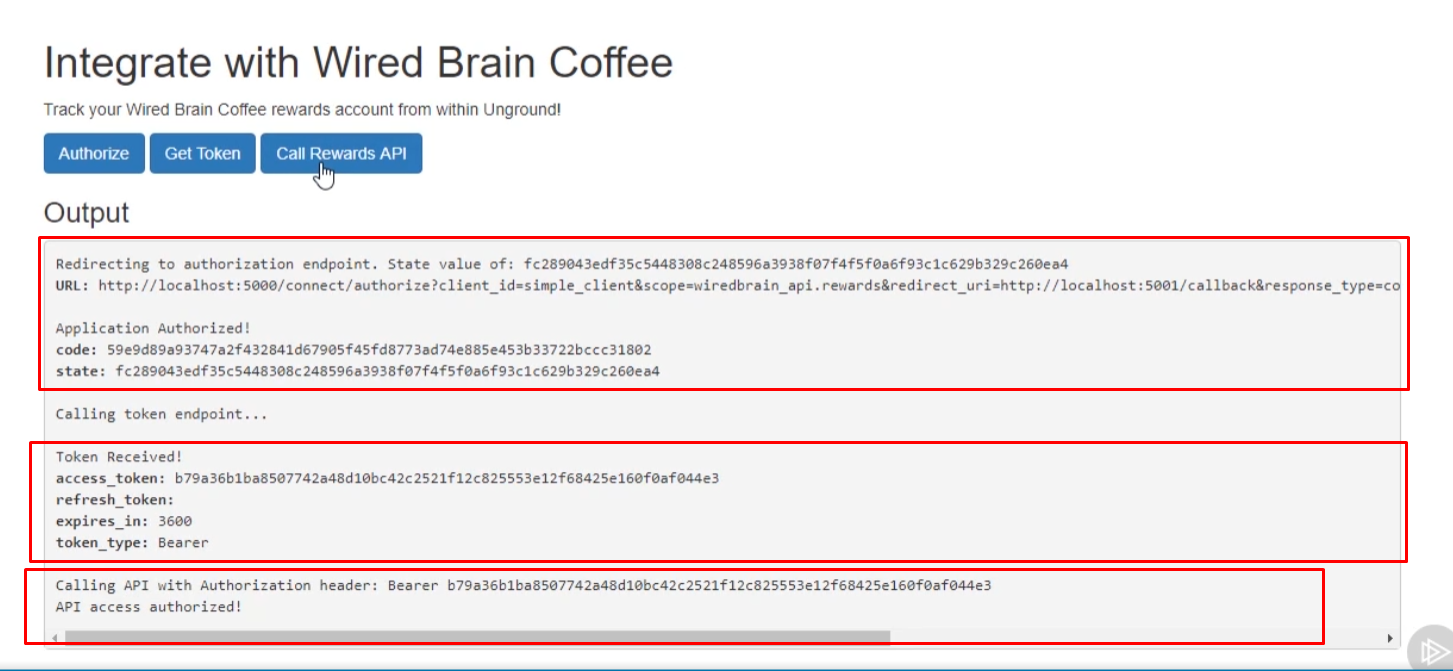 Integrate with Wired Brain Coffee
Track your Wired Brain Coffee rewards account from within Unground!
Authorize Get Token Call Rewards API
Output
Redirecting to authorization endpoint. State value of: fc289043edf35c5448308c248596a3938f07f4f5f0a6f93c1c629b329c260ea4
URL: http://localhost:5000/connect/authorize?client_id=simple_client&scope=wiredbrain_api.rewards&redirect_uri=http://localhost:5001/callback&response_type=co
Application Authorized!
code: 59e9d89a93747a2f432841d67905f45fd8773ad74e885e453b33722bccc31802
state: fc289043edf35c5448308c248596a3938f07f4f5f0a6f93c1c629b329c260ea4
Calling token endpoint...
Token Received!
access_token: b79a36b1ba8507742a48d10bc42c2521f12c825553e12f68425e160f0af044e3
refresh_token:
expires_in: 3600
token_type: Bearer
Calling API with Authorization header: Bearer b79a36b1ba8507742a48d10bc42c2521f12c825553e12f68425e160f0af044e3
API access authorized!